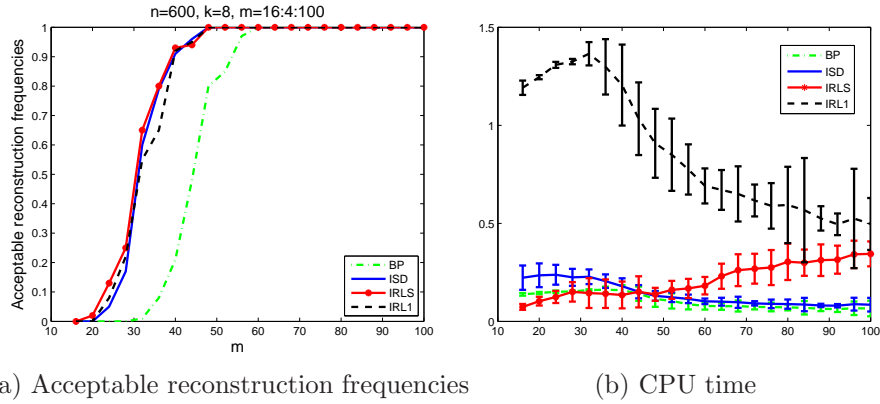 n=600, k=8, m=16:4:100
Acceptable reconstruction frequencies
1
0.9
0.8
0.7
0.6
0.5
0.4
0.3
0.2
0.1
0
10 20 30 40 50 60 70 80 90 100
m
BP
ISD
IRLS
IRL1
1.5
1
0.5
0
10 20 30 40 50 60 70 80 90 100
BP
ISD
IRLS
IRL1
a) Acceptable reconstruction frequencies
(b) CPU time